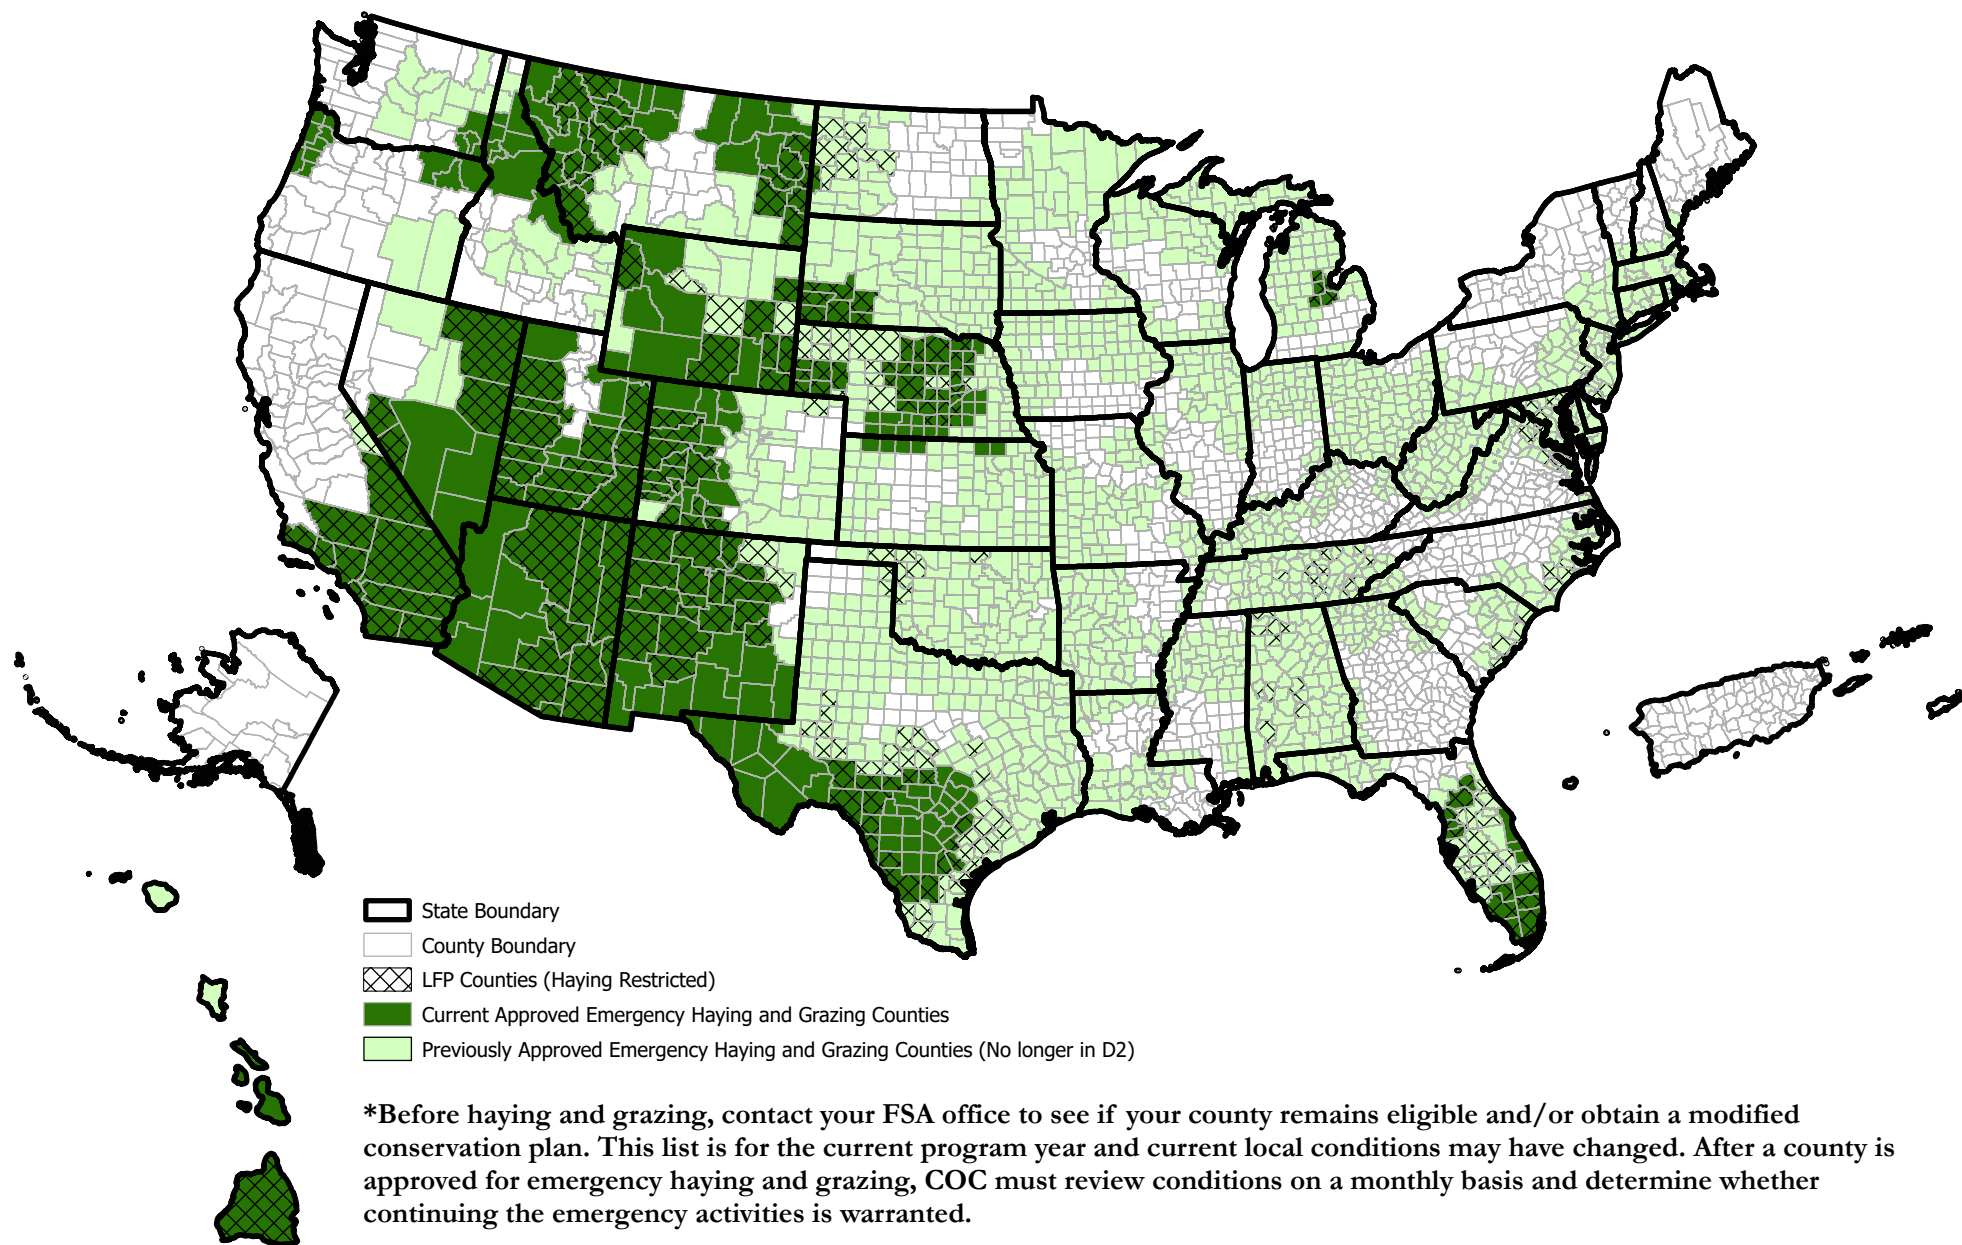 State Boundary
County Boundary
LFP Counties (Haying Restricted)
Current Approved Emergency Haying and Grazing Counties
Previously Approved Emergency Haying and Grazing Counties (No longer in D2)
*Before haying and grazing, contact your FSA office to see if your county remains eligible and/or obtain a modified
conservation plan. This list is for the current program year and current local conditions may have changed. After a county is
approved for emergency haying and grazing, COC must review conditions on a monthly basis and determine whether
continuing the emergency activities is warranted.